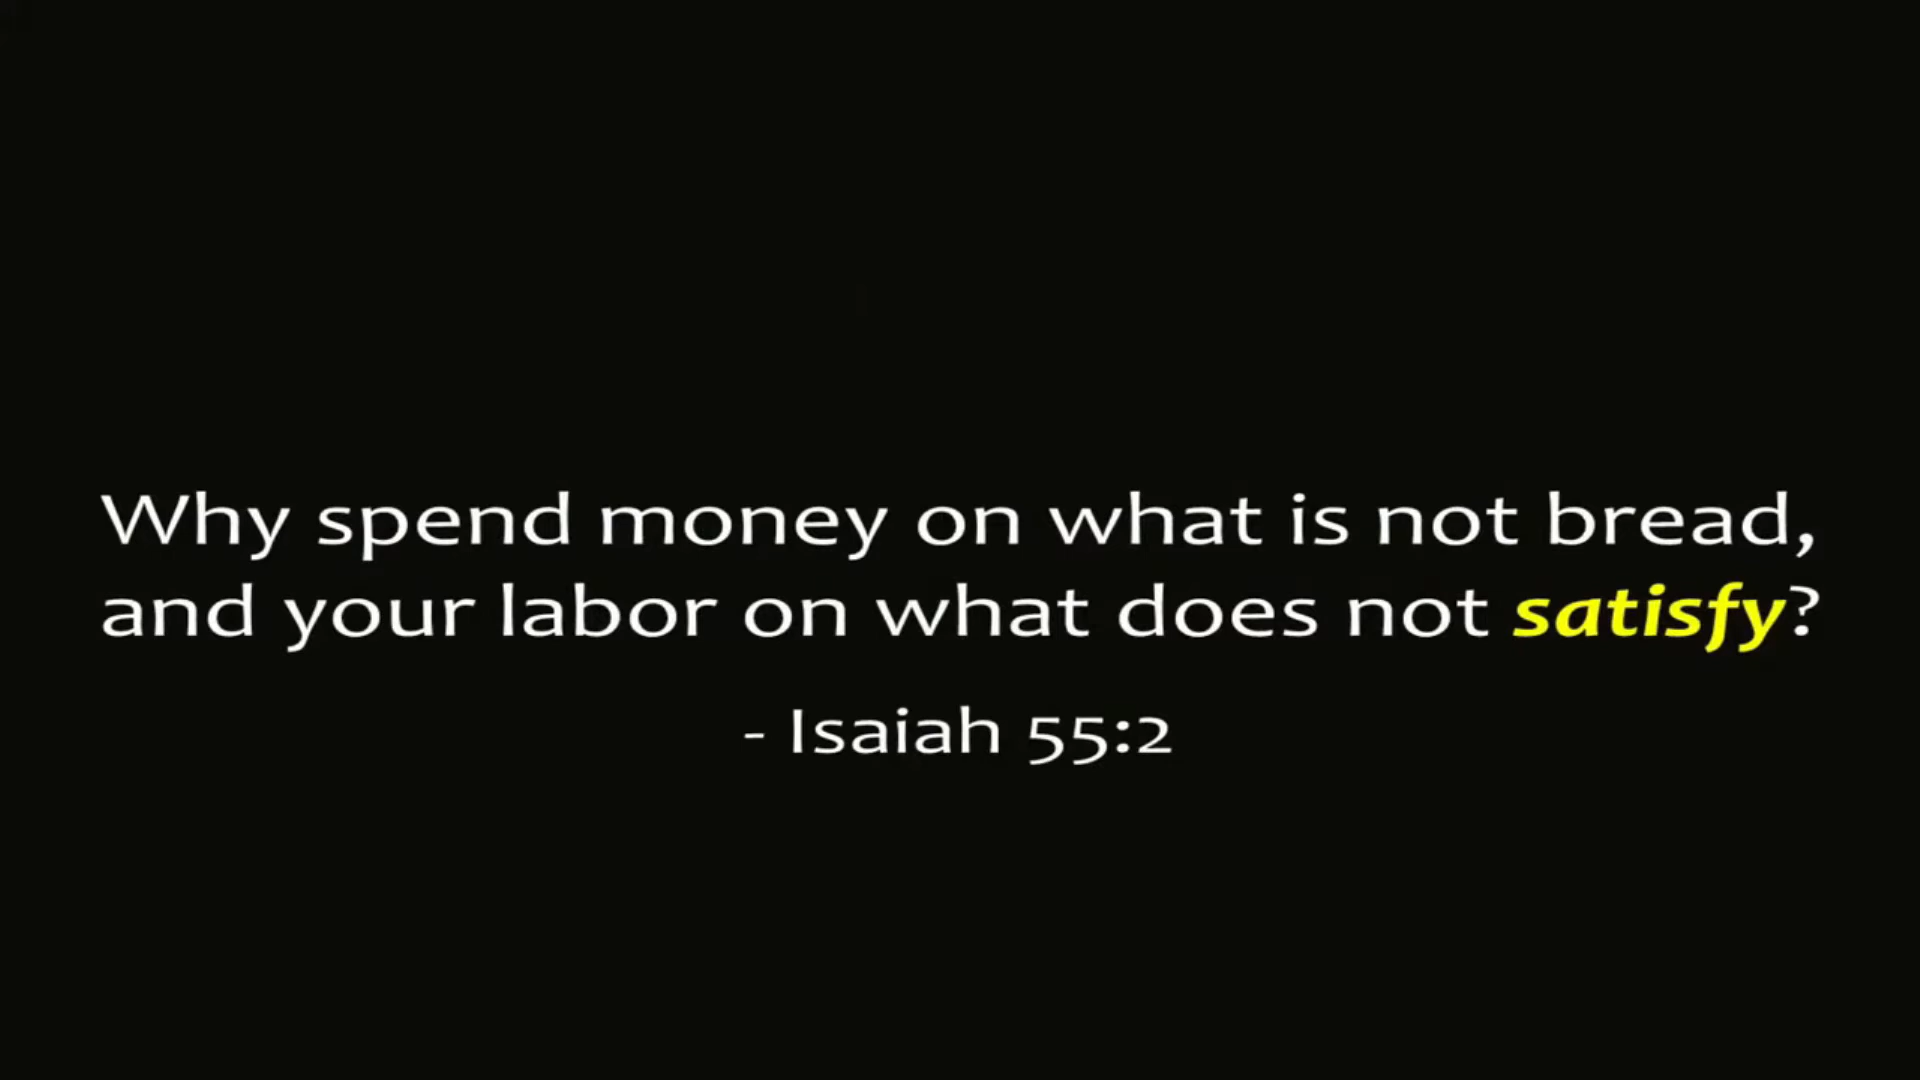 Why spend money on what is not bread,
and your labor on what does not satisfy?
- Isaiah 55:2